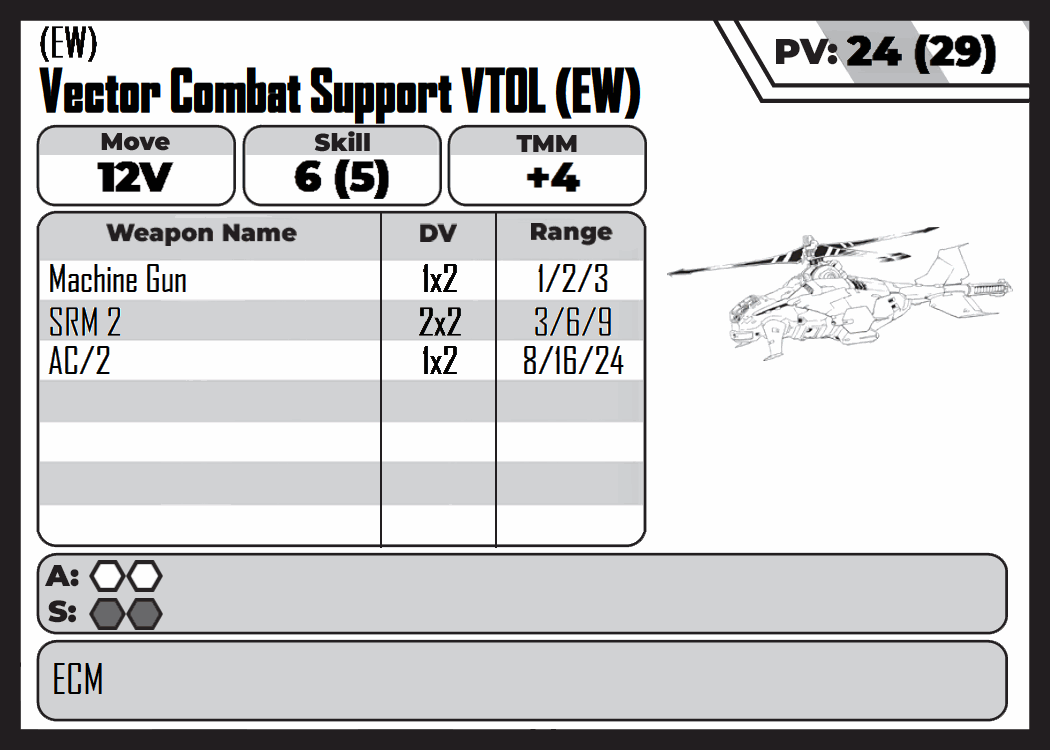 (EW)
PV: 24 (29)
Vector Combat Support VTOL (EW)
Move Skill TMM
12V 6 (5) +4
Weapon Name DV Range
Machine Gun 1x2 1/2/3
SRM 2 2x2 3/6/9
AC/2 1x2 8/16/24
A:
S:
ECM